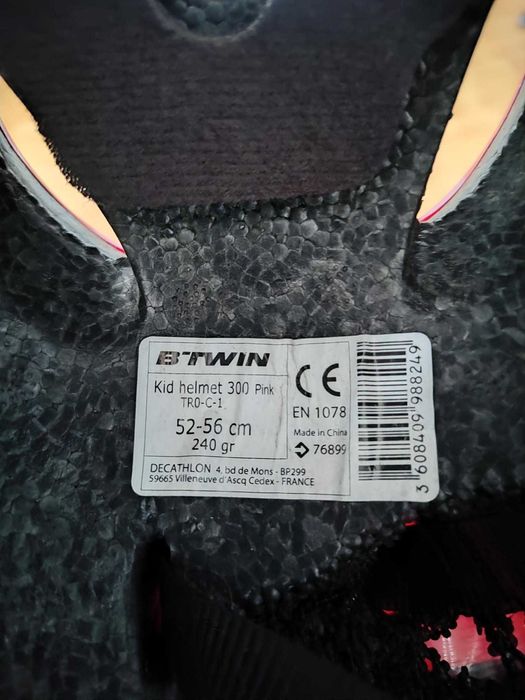 B'TWIN
Kid helmet 300 Pink
TR0-C-1
52-56 cm
240 gr
DECATHLON 4, bd de Mons - BP299
59665 Villeneuve d'Ascq Cedex - FRANCE
CE
EN 1078
Made in China
76899
3 608409 988249